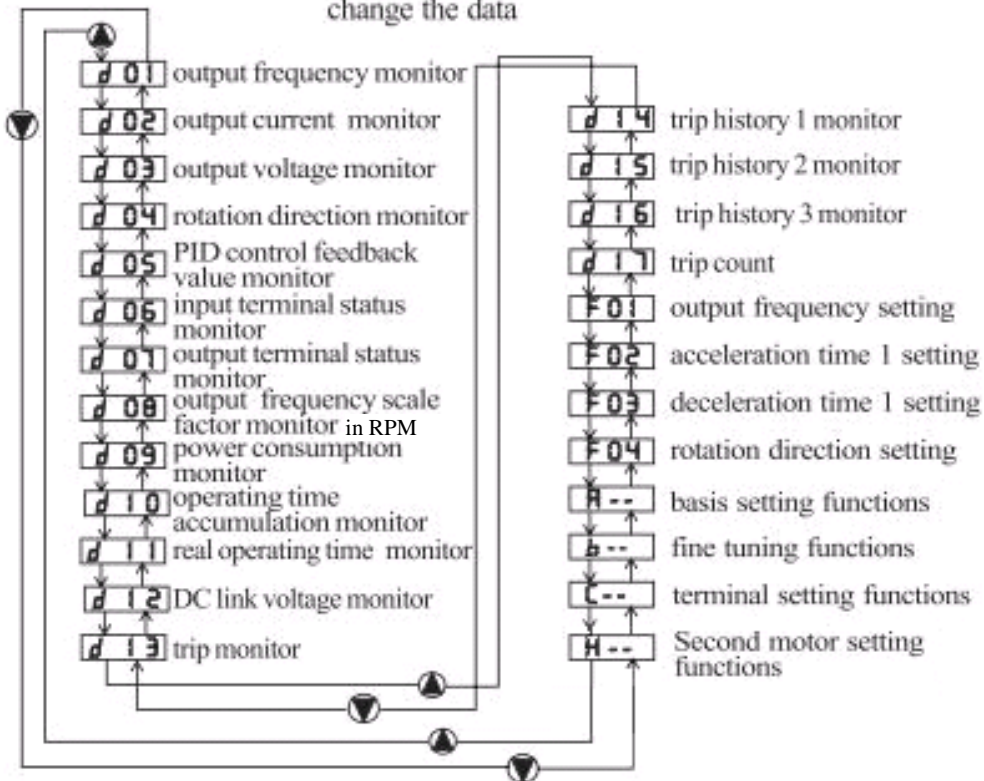 change the data
d 01 output frequency monitor
d 02 output current monitor
d 03 output voltage monitor
d 04 rotation direction monitor
d 05 PID control feedback
value monitor
d 06 input terminal status
monitor
d 07 output terminal status
monitor
d 08 output frequency scale
factor monitor in RPM
d 09 power consumption
monitor
d 10 operating time
accumulation monitor
d 11 real operating time monitor
d 12 DC link voltage monitor
d 13 trip monitor
d 14 trip history 1 monitor
d 15 trip history 2 monitor
d 16 trip history 3 monitor
d 17 trip count
F 01 output frequency setting
F 02 acceleration time 1 setting
F 03 deceleration time 1 setting
F 04 rotation direction setting
A -- basis setting functions
b -- fine tuning functions
C -- terminal setting functions
H -- Second motor setting
functions